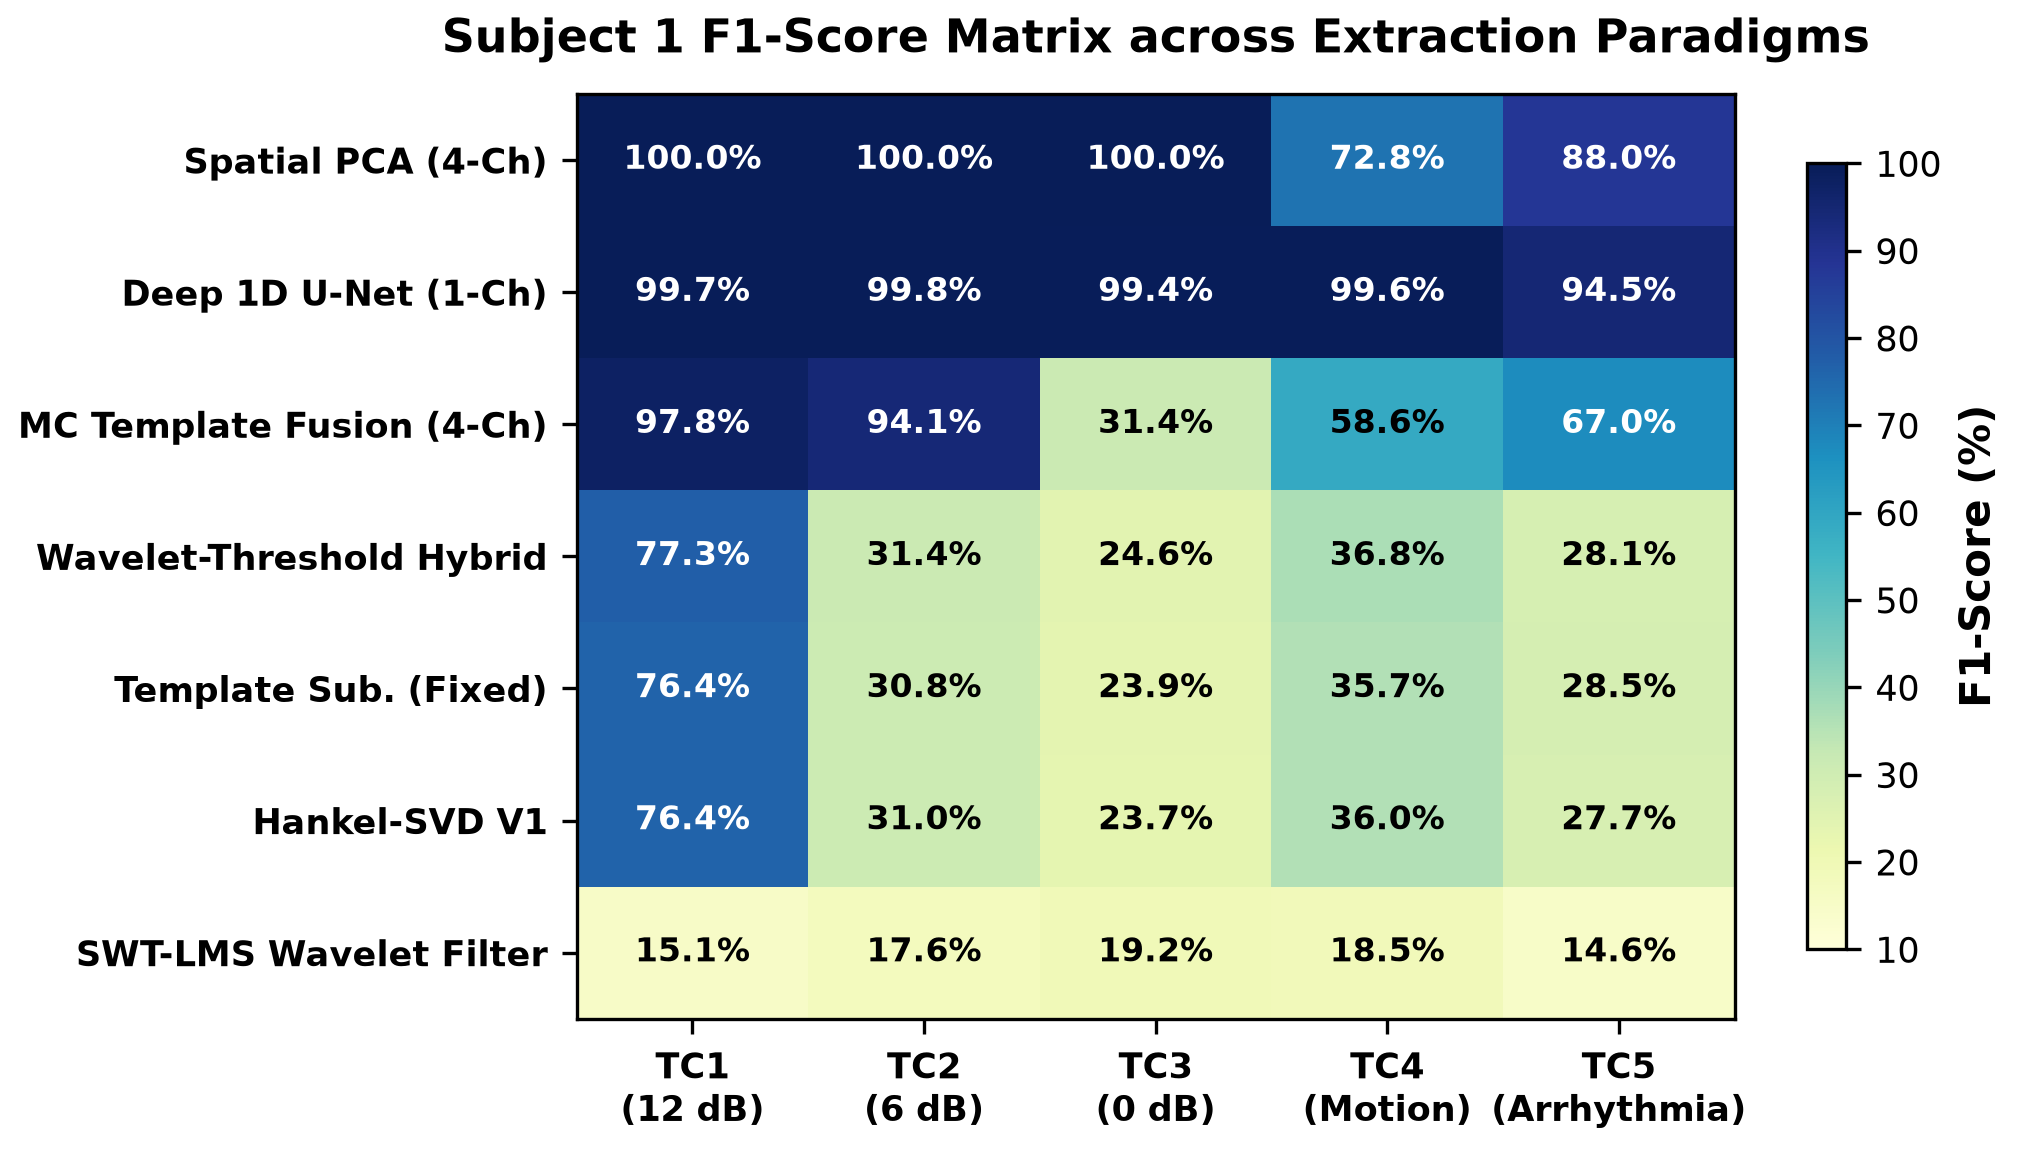 Subject 1 F1-Score Matrix across Extraction Paradigms
Spatial PCA (4-Ch) 100.0% 100.0% 100.0% 72.8% 88.0%
Deep 1D U-Net (1-Ch) 99.7% 99.8% 99.4% 99.6% 94.5%
MC Template Fusion (4-Ch) 97.8% 94.1% 31.4% 58.6% 67.0%
Wavelet-Threshold Hybrid 77.3% 31.4% 24.6% 36.8% 28.1%
Template Sub. (Fixed) 76.4% 30.8% 23.9% 35.7% 28.5%
Hankel-SVD V1 76.4% 31.0% 23.7% 36.0% 27.7%
SWT-LMS Wavelet Filter 15.1% 17.6% 19.2% 18.5% 14.6%
TC1 TC2 TC3 TC4 TC5
(12 dB) (6 dB) (0 dB) (Motion) (Arrhythmia)
100
90
80
70
60
50
40
30
20
10
F1-Score (%)